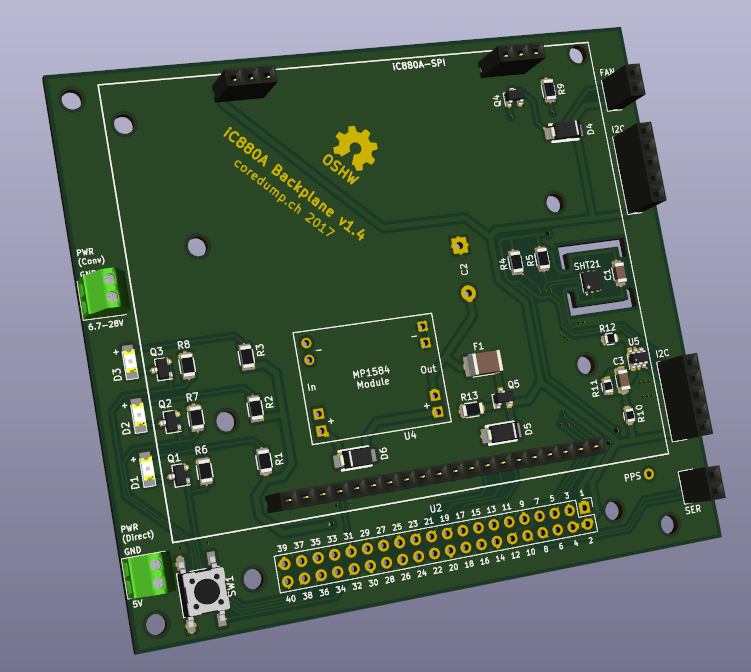 iC880A-SPI
FAN
Q4
R9
D4
I2C
OSHW
iC880A Backplane v1.4
coredump.ch 2017
PWR
(Conv)
GND
6.7-28V
C2
R4
R5
SHT21
C1
D3
+
Q3
R8
R3
MP1584
Module
In
Out
-
-
+
+
U4
F1
R12
U5
I2C
C3
R11
R10
Q5
R13
D5
D2
+
Q2
R7
R2
D1
+
Q1
R6
R1
D6
U2
PPS
SER
PWR
(Direct)
GND
5V
SW1
39 37 35 33 31 29 27 25 23 21 19 17 15 13 11 9 7 5 3 1
40 38 36 34 32 30 28 26 24 22 20 18 16 14 12 10 8 6 4 2